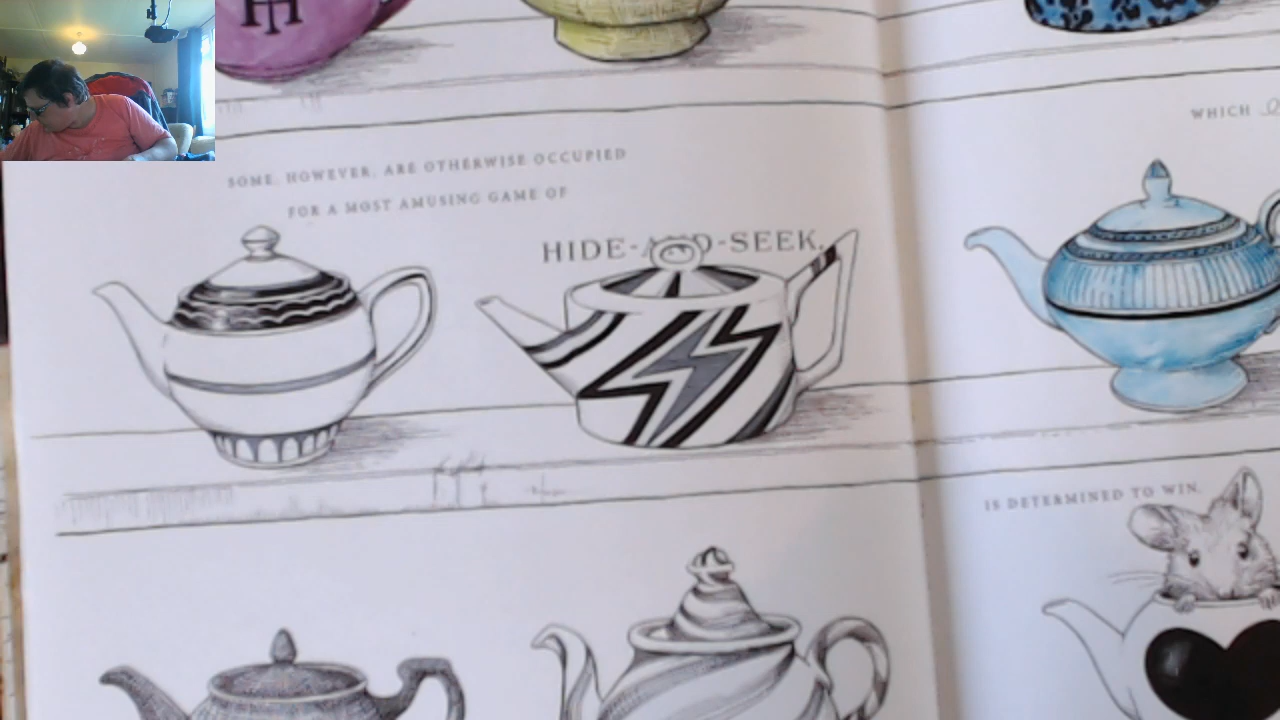 SOME, HOWEVER, ARE OTHERWISE OCCUPIED
FOR A MOST AMUSING GAME OF
HIDE-AND-SEEK.
WHICH
IS DETERMINED TO WIN.